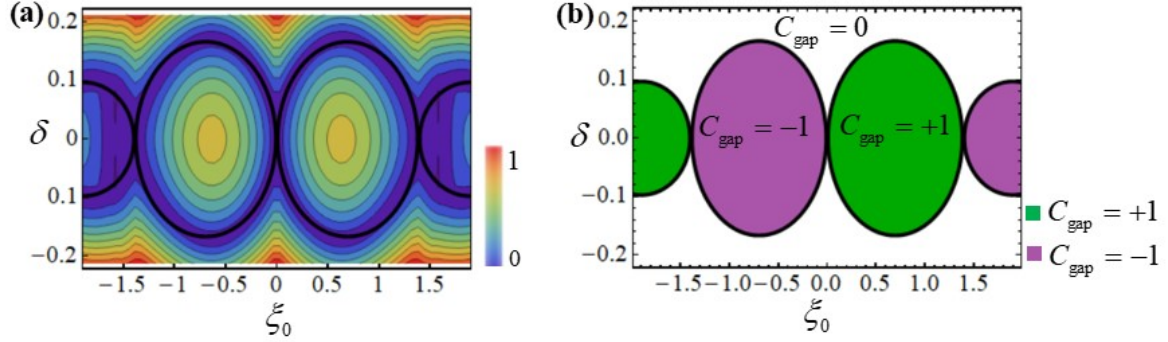 (a)
0.2
0.1
δ 0
0.1
−0.2
−1.5 −1 −0.5 0 0.5 1 1.5
ξ0
1
0
(b)
0.2
0.1
δ 0
−0.1
−0.2
−1.5 −1.0 −0.5 0.0 0.5 1.0 1.5
ξ0
Cgap = 0
Cgap = −1
Cgap = +1
Cgap = +1
Cgap = −1